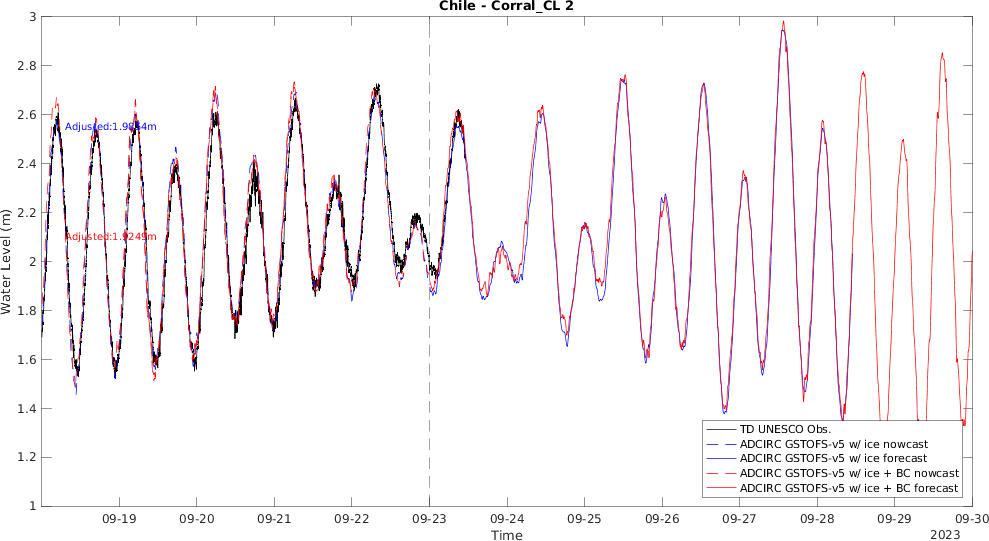 Chile - Corral_CL 2
3
2.8
2.6
2.4
2.2
2
1.8
1.6
1.4
1.2
1
Water Level (m)
Adjusted:1.9249m
TD UNESCO Obs.
ADCIRC GSTOFS-v5 w/ ice nowcast
ADCIRC GSTOFS-v5 w/ ice forecast
ADCIRC GSTOFS-v5 w/ ice + BC nowcast
ADCIRC GSTOFS-v5 w/ ice + BC forecast
09-19
09-20
09-21
09-22
09-23
09-24
09-25
09-26
09-27
09-28
09-29
09-30
Time
2023